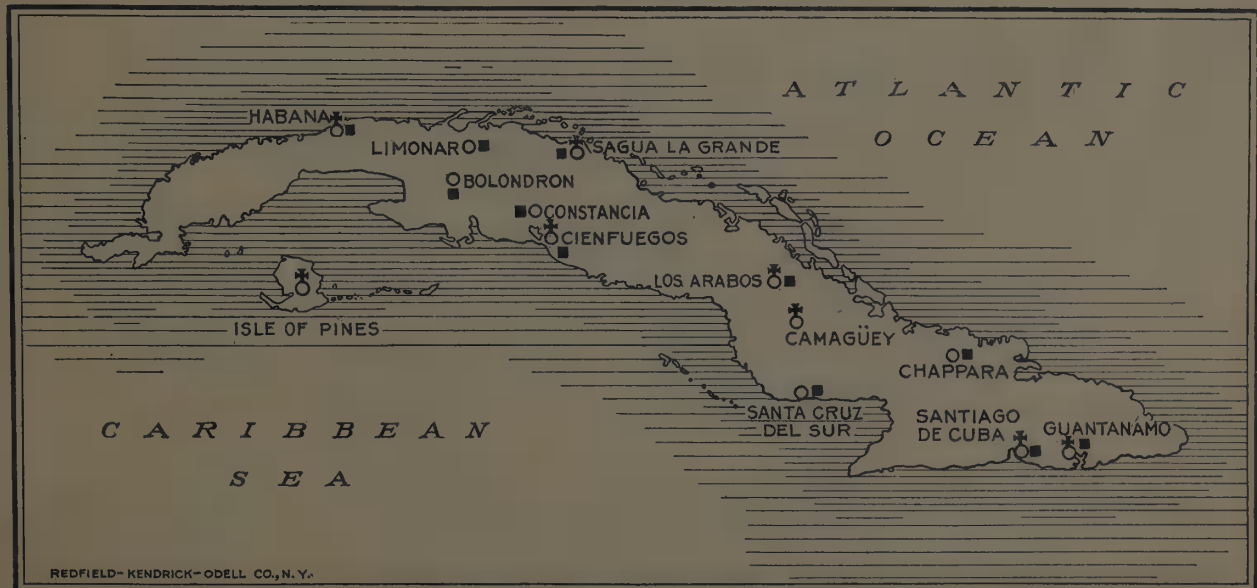 ATLANTIC
OCEAN
HABANA
LIMONAR
SAGUA LA GRANDE
BOLONDRON
CONSTANCIA
CIENFUEGOS
LOS ARABOS
ISLE OF PINES
CAMAGÜEY
CHAPPARA
SANTA CRUZ
DEL SUR
SANTIAGO
DE CUBA
GUANTANÁMO
CARIBBEAN
SEA
REDFIELD-KENDRICK-ODELL CO., N.Y.